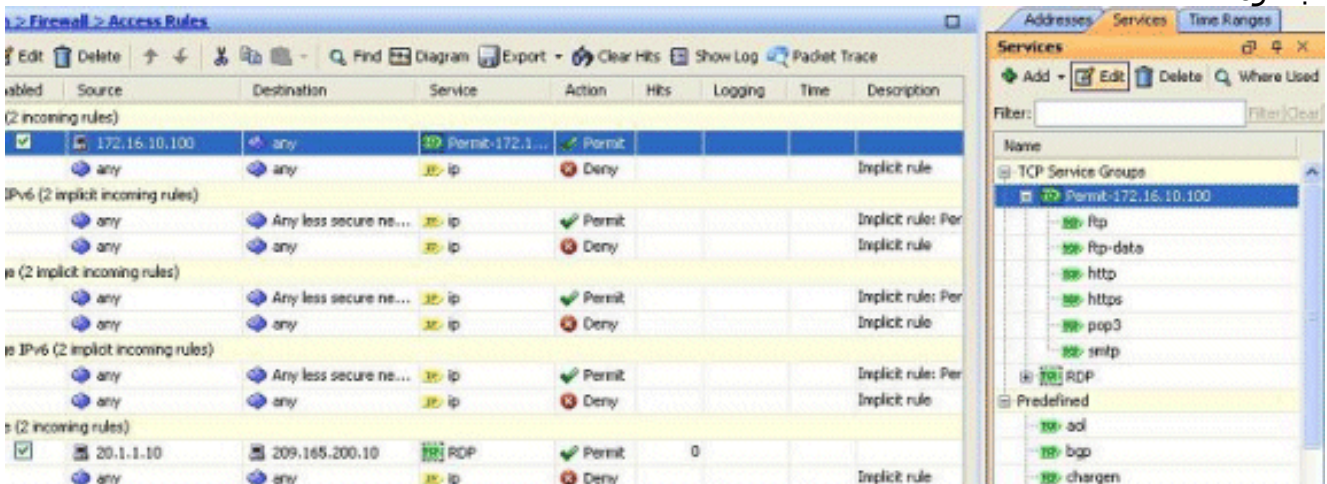 > Firewall > Access Rules
Edit Delete Find Diagram Export Clear Hits Show Log Packet Trace
abled Source Destination Service Action Hits Logging Time Description
(2 incoming rules)
172.16.10.100 any Permit-172.1... Permit
any any ip Deny Implicit rule
IPv6 (2 implicit incoming rules)
any Any less secure ne... ip Permit Implicit rule: Per
any any ip Deny Implicit rule
e (2 implicit incoming rules)
any Any less secure ne... ip Permit Implicit rule: Per
any any ip Deny Implicit rule
e IPv6 (2 implicit incoming rules)
any Any less secure ne... ip Permit Implicit rule: Per
any any ip Deny Implicit rule
e (2 incoming rules)
20.1.1.10 209.165.200.10 RDP Permit 0
any any ip Deny Implicit rule
Addresses Services Time Ranges
Services
Add Edit Delete Where Used
Filter: Filter Clear
Name
TCP Service Groups
Permit-172.16.10.100
ftp
ftp-data
http
https
pop3
smtp
RDP
Predefined
aol
bgp
chargen